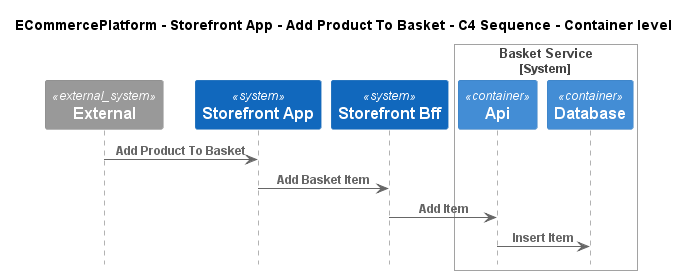 ECommercePlatform - Storefront App - Add Product To Basket - C4 Sequence - Container level
Basket Service
[System]
«external_system»
External
«system»
Storefront App
«system»
Storefront Bff
«container»
Api
«container»
Database
Add Product To Basket
Add Basket Item
Add Item
Insert Item